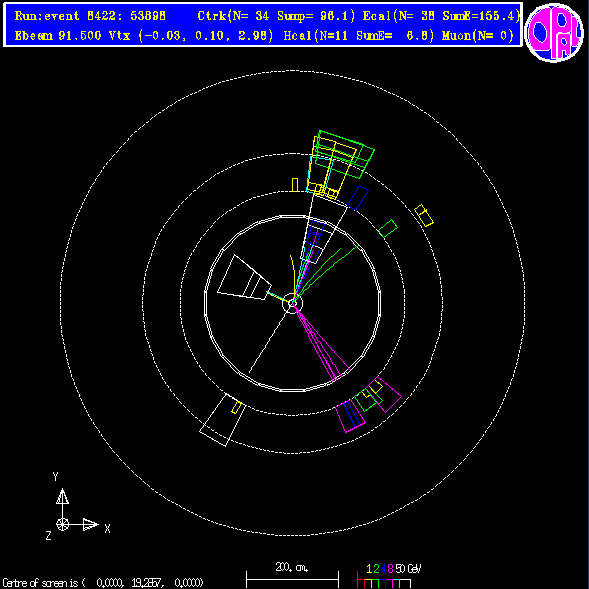 Run:event 8422: 53898 Ctrk(N= 34 Sump= 96.1) Ecal(N= 38 SumE=155.4)
Ebeam 91.500 Vtx (-0.03, 0.10, 2.98) Hcal(N=11 SumE= 6.8) Muon(N= 0)
OPAL
Y
X
Z
200. cm.
1 2 4 8 50 GeV
Centre of screen is ( 0.0000, 19.2857, 0.0000)